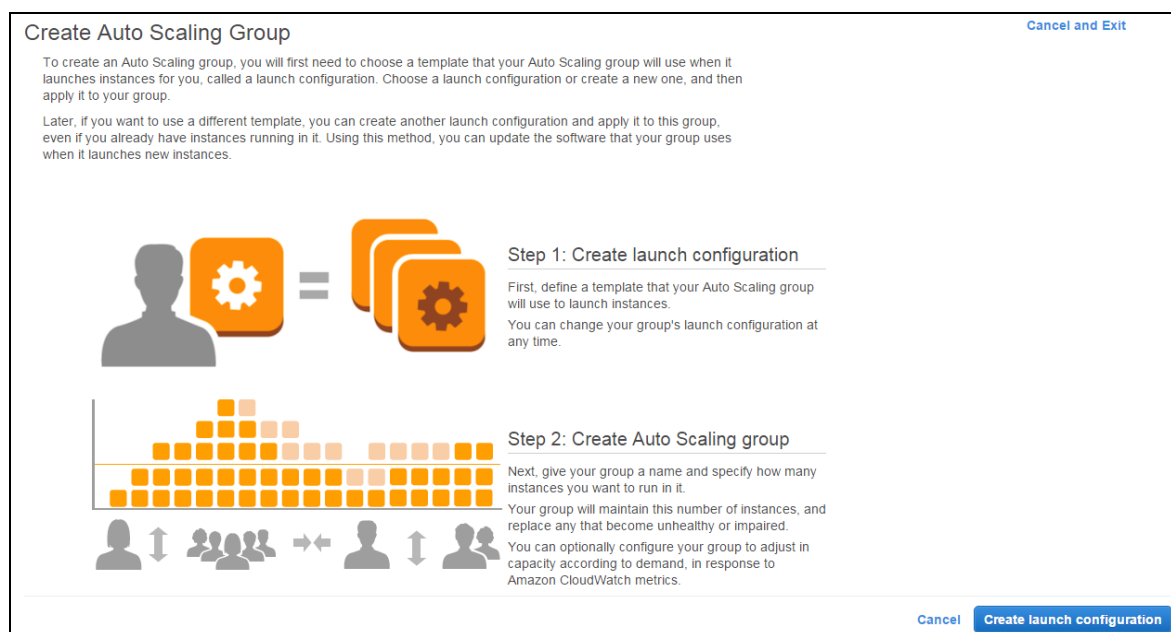 Create Auto Scaling Group
Cancel and Exit
To create an Auto Scaling group, you will first need to choose a template that your Auto Scaling group will use when it
launches instances for you, called a launch configuration. Choose a launch configuration or create a new one, and then
apply it to your group.
Later, if you want to use a different template, you can create another launch configuration and apply it to this group,
even if you already have instances running in it. Using this method, you can update the software that your group uses
when it launches new instances.
Step 1: Create launch configuration
First, define a template that your Auto Scaling group
will use to launch instances.
You can change your group's launch configuration at
any time.
Step 2: Create Auto Scaling group
Next, give your group a name and specify how many
instances you want to run in it.
Your group will maintain this number of instances, and
replace any that become unhealthy or impaired.
You can optionally configure your group to adjust in
capacity according to demand, in response to
Amazon CloudWatch metrics.
Cancel
Create launch configuration